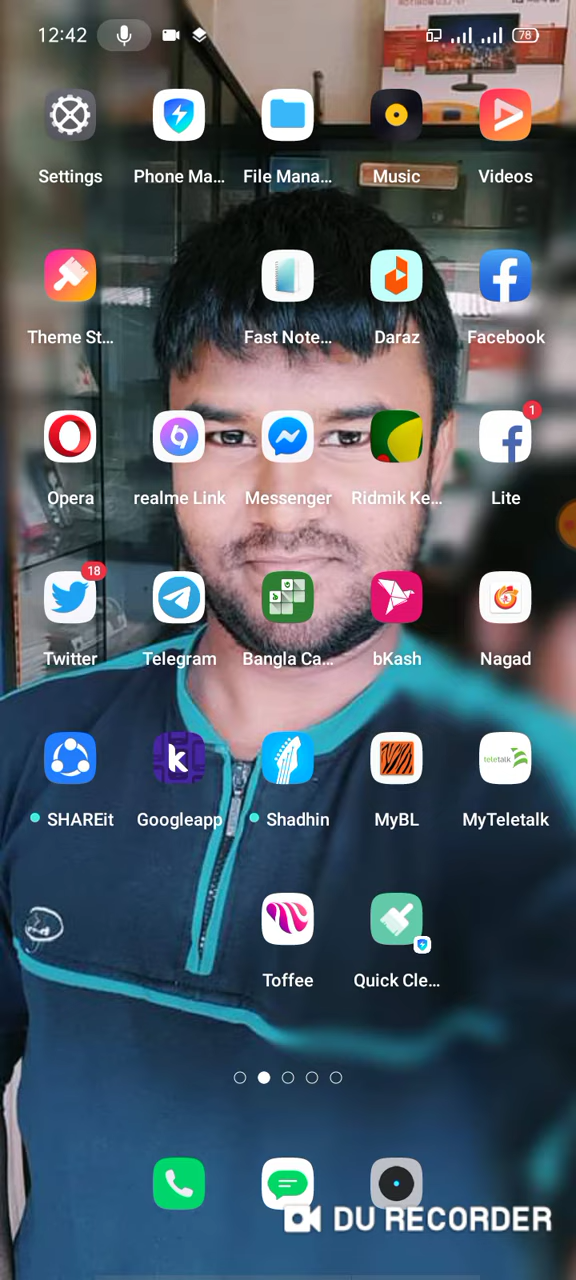 12:42 78
Settings Phone Ma... File Mana... Music Videos
Theme St... Fast Note... Daraz Facebook
1
Opera realme Link Messenger Ridmik Ke... Lite
18
Twitter Telegram Bangla Ca... bKash Nagad
k teletalk
SHAREit Googleapp Shadhin MyBL MyTeletalk
Toffee Quick Cle...
DU RECORDER